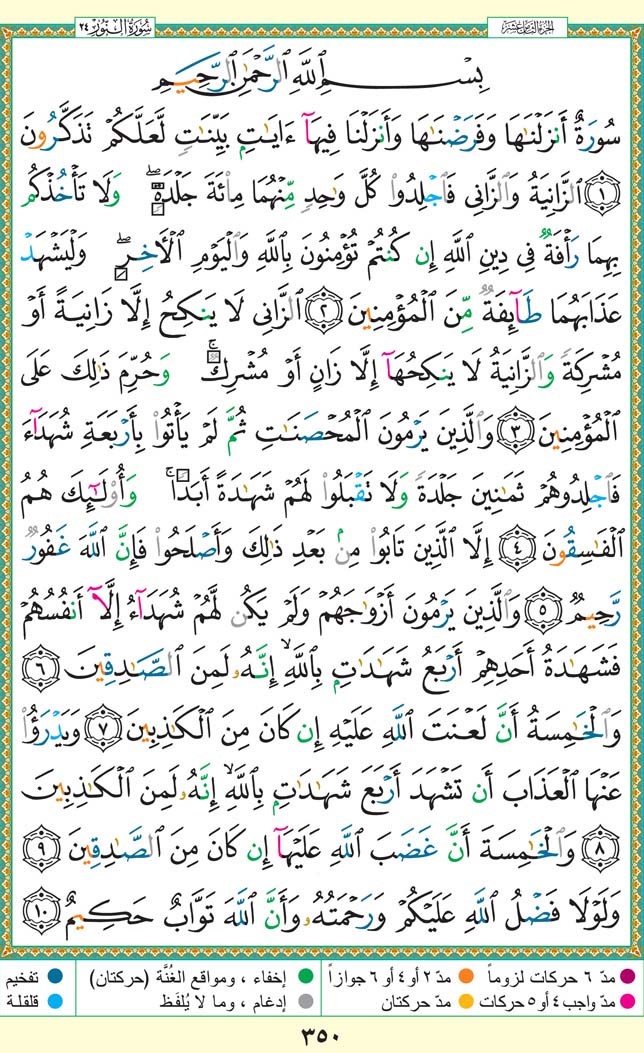 الجزء الثامن عشر
سُورَةُ النُّورِ ٢٤
بِسْمِ ٱللَّهِ ٱلرَّحْمَٰنِ ٱلرَّحِيمِ
سُورَةٌ أَنزَلْنَٰهَا وَفَرَضْنَٰهَا وَأَنزَلْنَا فِيهَآ ءَايَٰتٍۭ بَيِّنَٰتٍ لَّعَلَّكُمْ تَذَكَّرُونَ
١ ٱلزَّانِيَةُ وَٱلزَّانِى فَٱجْلِدُوا۟ كُلَّ وَٰحِدٍ مِّنْهُمَا مِا۟ئَةَ جَلْدَةٍ ۖ وَلَا تَأْخُذْكُم
بِهِمَا رَأْفَةٌ فِى دِينِ ٱللَّهِ إِن كُنتُمْ تُؤْمِنُونَ بِٱللَّهِ وَٱلْيَوْمِ ٱلْءَاخِرِ ۖ وَلْيَشْهَدْ
عَذَابَهُمَا طَآئِفَةٌ مِّنَ ٱلْمُؤْمِنِينَ ٢ ٱلزَّانِى لَا يَنكِحُ إِلَّا زَانِيَةً أَوْ
مُشْرِكَةً وَٱلزَّانِيَةُ لَا يَنكِحُهَآ إِلَّا زَانٍ أَوْ مُشْرِكٌ ۚ وَحُرِّمَ ذَٰلِكَ عَلَى
ٱلْمُؤْمِنِينَ ٣ وَٱلَّذِينَ يَرْمُونَ ٱلْمُحْصَنَٰتِ ثُمَّ لَمْ يَأْتُوا۟ بِأَرْبَعَةِ شُهَدَآءَ
فَٱجْلِدُوهُمْ ثَمَٰنِينَ جَلْدَةً وَلَا تَقْبَلُوا۟ لَهُمْ شَهَٰدَةً أَبَدًا ۚ وَأُو۟لَٰٓئِكَ هُمُ
ٱلْفَٰسِقُونَ ٤ إِلَّا ٱلَّذِينَ تَابُوا۟ مِنۢ بَعْدِ ذَٰلِكَ وَأَصْلَحُوا۟ فَإِنَّ ٱللَّهَ غَفُورٌ
رَّحِيمٌ ٥ وَٱلَّذِينَ يَرْمُونَ أَزْوَٰجَهُمْ وَلَمْ يَكُن لَّهُمْ شُهَدَآءُ إِلَّآ أَنفُسُهُمْ
فَشَهَٰدَةُ أَحَدِهِمْ أَرْبَعُ شَهَٰدَٰتٍۭ بِٱللَّهِ ۙ إِنَّهُۥ لَمِنَ ٱلصَّٰدِقِينَ ٦
وَٱلْخَٰمِسَةُ أَنَّ لَعْنَتَ ٱللَّهِ عَلَيْهِ إِن كَانَ مِنَ ٱلْكَٰذِبِينَ ٧ وَيَدْرَؤُا۟
عَنْهَا ٱلْعَذَابَ أَن تَشْهَدَ أَرْبَعَ شَهَٰدَٰتٍۭ بِٱللَّهِ ۙ إِنَّهُۥ لَمِنَ ٱلْكَٰذِبِينَ
٨ وَٱلْخَٰمِسَةَ أَنَّ غَضَبَ ٱللَّهِ عَلَيْهَآ إِن كَانَ مِنَ ٱلصَّٰدِقِينَ ٩
وَلَوْلَا فَضْلُ ٱللَّهِ عَلَيْكُمْ وَرَحْمَتُهُۥ وَأَنَّ ٱللَّهَ تَوَّابٌ حَكِيمٌ ١٠
مدّ ٦ حركات لزوماً مدّ ٢ أو ٤ أو ٦ جوازاً إخفاء ، ومواقع الغُنَّة (حركتان) تفخيم
مدّ واجب ٤ أو ٥ حركات مدّ حركتان إدغام ، وما لا يُلفَظ قلقلة
٣٥٠